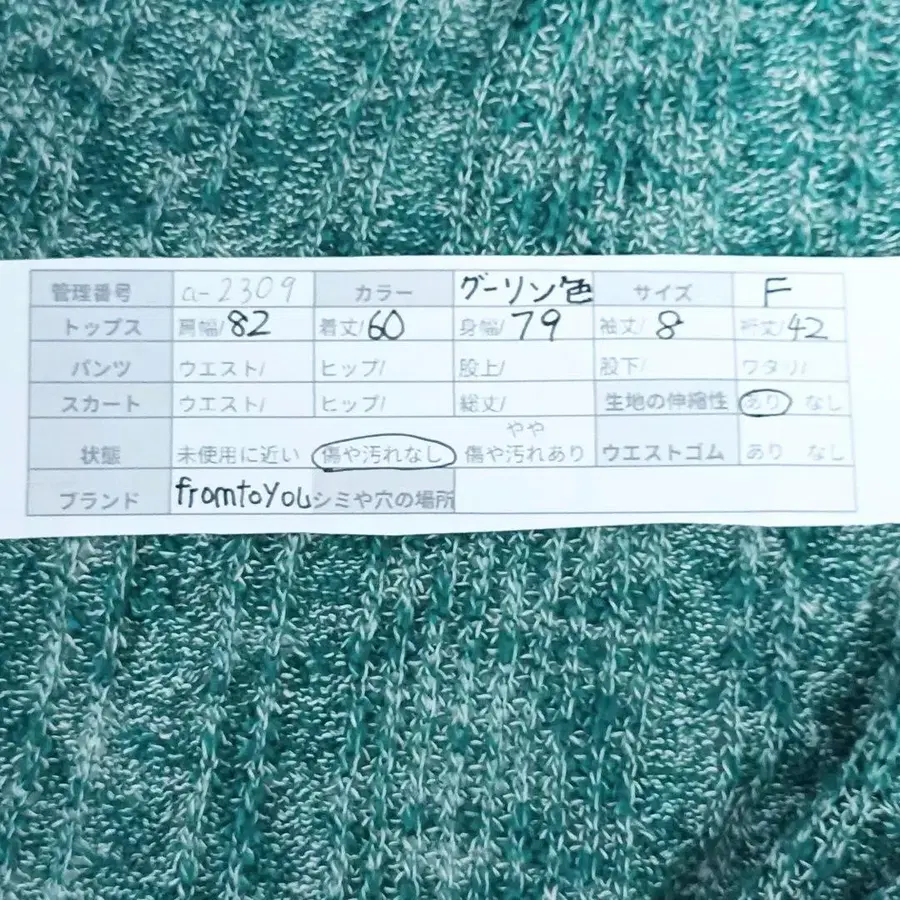 管理番号 a-2309 カラー グーリン色 サイズ F
トップス 肩幅/82 着丈/60 身幅/79 袖丈/8 裄丈/42
パンツ ウエスト/ ヒップ/ 股上/ 股下/ ワタリ/
スカート ウエスト/ ヒップ/ 総丈/ 生地の伸縮性 あり なし
やや
状態 未使用に近い 傷や汚れなし 傷や汚れあり ウエストゴム あり なし
ブランド fromtoYou シミや穴の場所